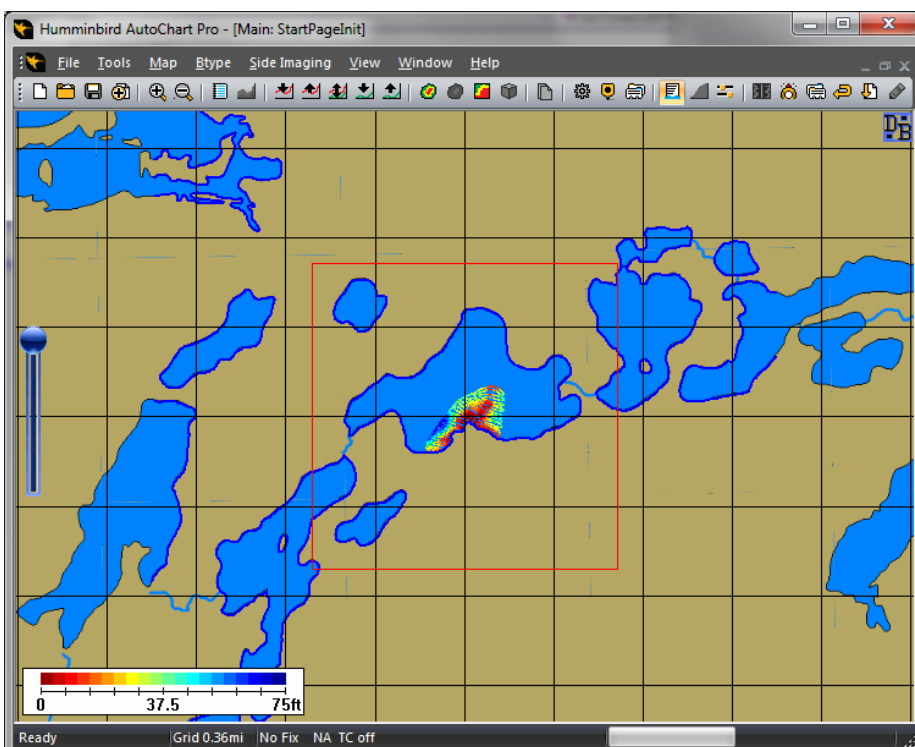 Humminbird AutoChart Pro - [Main: StartPageInit]
File Tools Map Btype Side Imaging View Window Help
DB
0 37.5 75ft
Ready Grid 0.36mi No Fix NA TC off